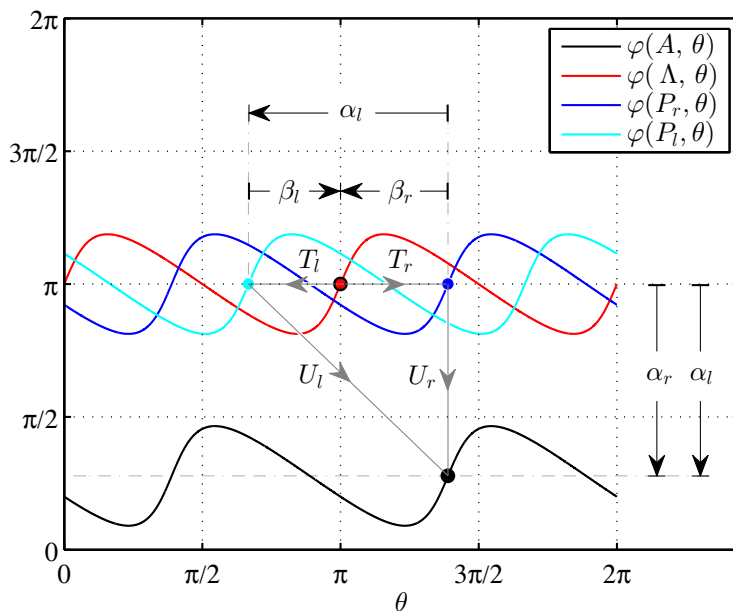 2π
φ(A, θ)
φ(Λ, θ)
φ(P_r, θ)
φ(P_l, θ)
α_l
3π/2
β_l β_r
T_l T_r
π
U_l U_r
α_r α_l
π/2
0
0 π/2 π 3π/2 2π
θ